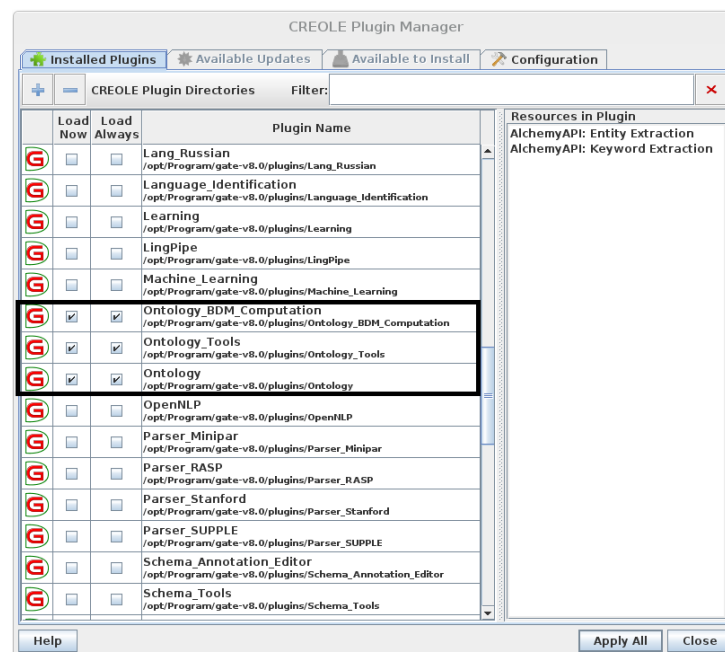 CREOLE Plugin Manager
Installed Plugins Available Updates Available to Install Configuration
CREOLE Plugin Directories Filter:
Load Now Load Always Plugin Name
Resources in Plugin
AlchemyAPI: Entity Extraction
AlchemyAPI: Keyword Extraction
Lang_Russian
/opt/Program/gate-v8.0/plugins/Lang_Russian
Language_Identification
/opt/Program/gate-v8.0/plugins/Language_Identification
Learning
/opt/Program/gate-v8.0/plugins/Learning
LingPipe
/opt/Program/gate-v8.0/plugins/LingPipe
Machine_Learning
/opt/Program/gate-v8.0/plugins/Machine_Learning
Ontology_BDM_Computation
/opt/Program/gate-v8.0/plugins/Ontology_BDM_Computation
Ontology_Tools
/opt/Program/gate-v8.0/plugins/Ontology_Tools
Ontology
/opt/Program/gate-v8.0/plugins/Ontology
OpenNLP
/opt/Program/gate-v8.0/plugins/OpenNLP
Parser_Minipar
/opt/Program/gate-v8.0/plugins/Parser_Minipar
Parser_RASP
/opt/Program/gate-v8.0/plugins/Parser_RASP
Parser_Stanford
/opt/Program/gate-v8.0/plugins/Parser_Stanford
Parser_SUPPLE
/opt/Program/gate-v8.0/plugins/Parser_SUPPLE
Schema_Annotation_Editor
/opt/Program/gate-v8.0/plugins/Schema_Annotation_Editor
Schema_Tools
/opt/Program/gate-v8.0/plugins/Schema_Tools
Help Apply All Close